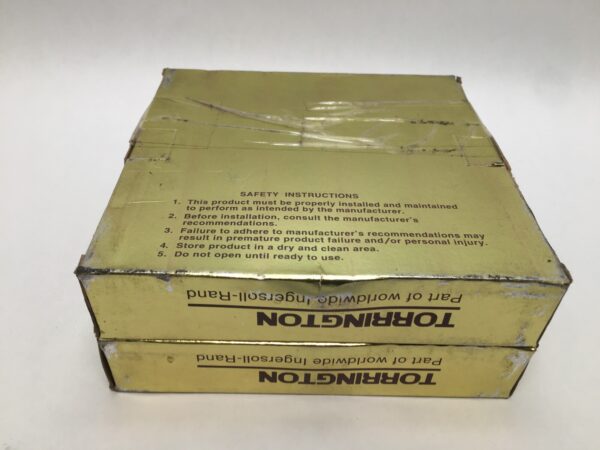 SAFETY INSTRUCTIONS
1. This product must be properly installed and maintained
to perform as intended by the manufacturer.
2. Before installation, consult the manufacturer's
recommendations.
3. Failure to adhere to manufacturer's recommendations may
result in premature product failure and/or personal injury.
4. Store product in a dry and clean area.
5. Do not open until ready to use.
Part of worldwide Ingersoll-Rand
TORRINGTON
Part of worldwide Ingersoll-Rand
TORRINGTON